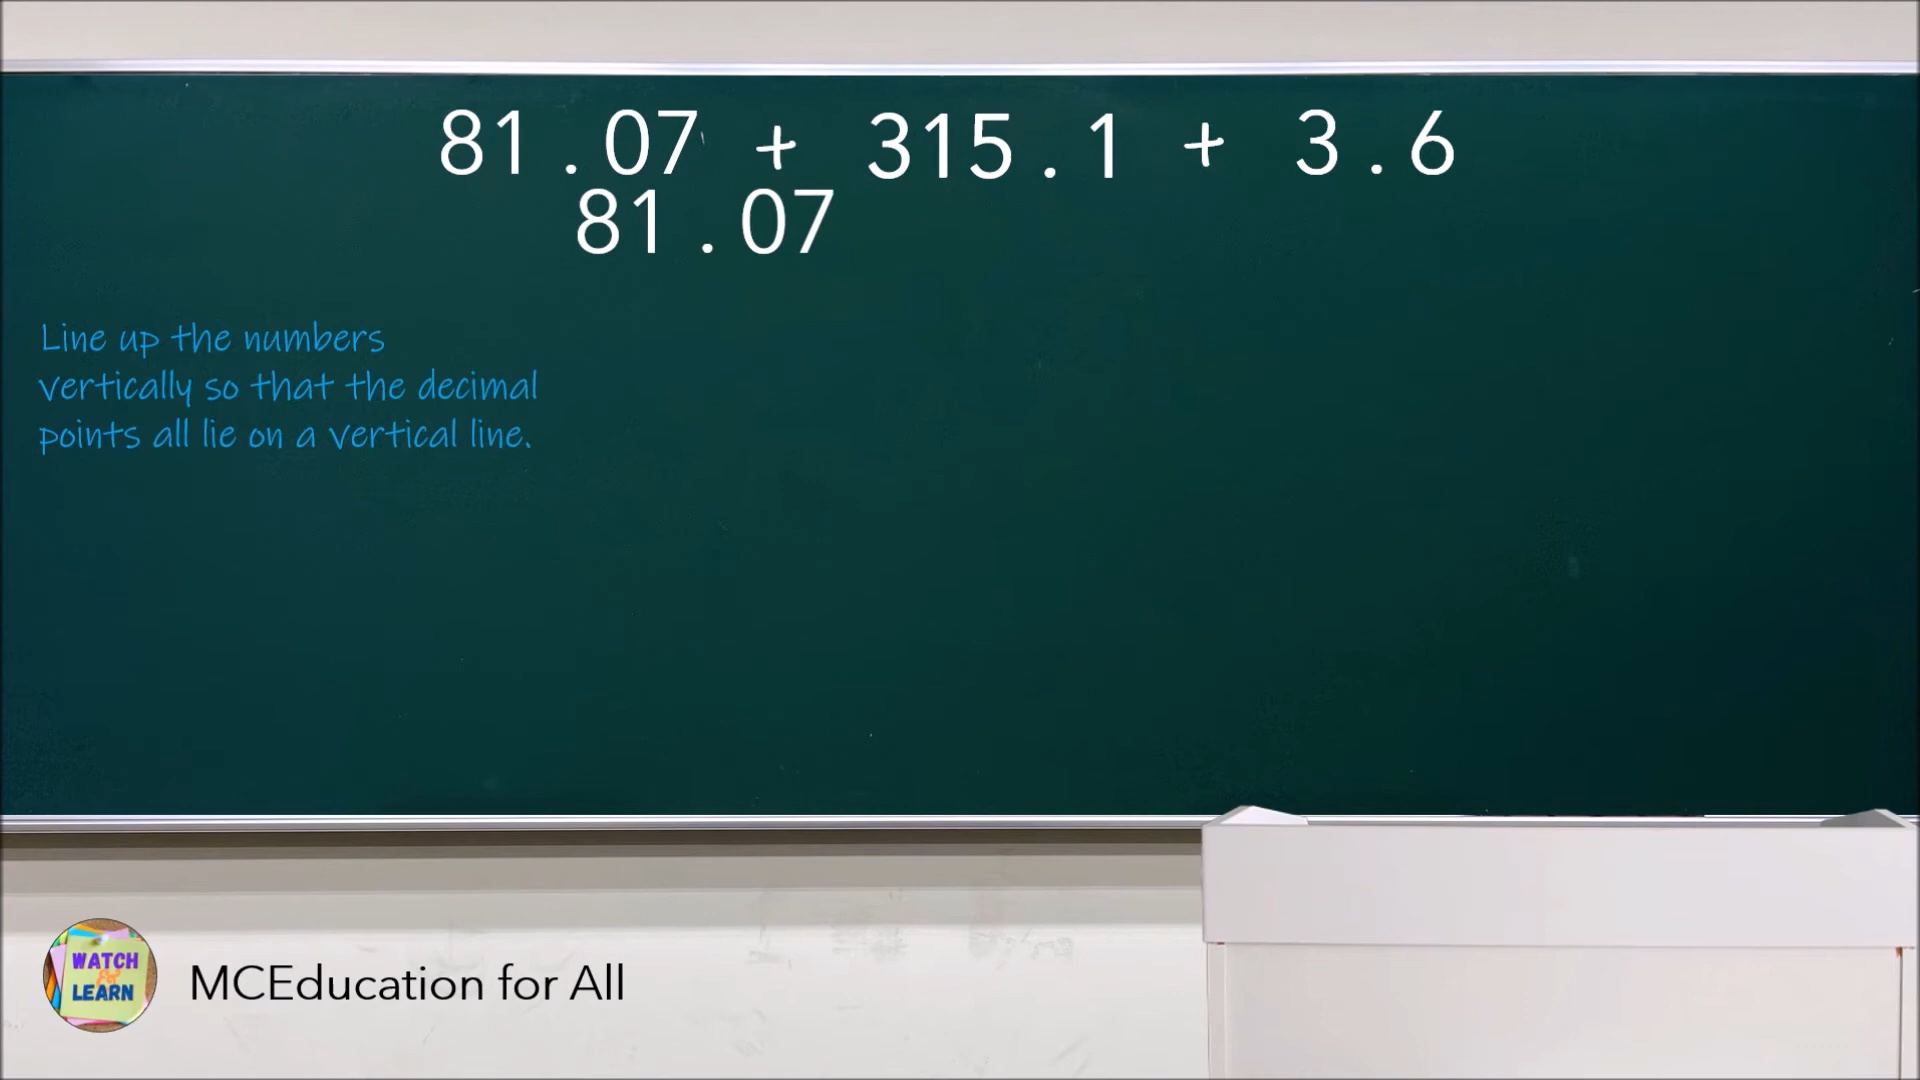 81.07 + 315.1 + 3.6
81.07
Line up the numbers
vertically so that the decimal
points all lie on a vertical line.
WATCH
&
LEARN
MCEducation for All